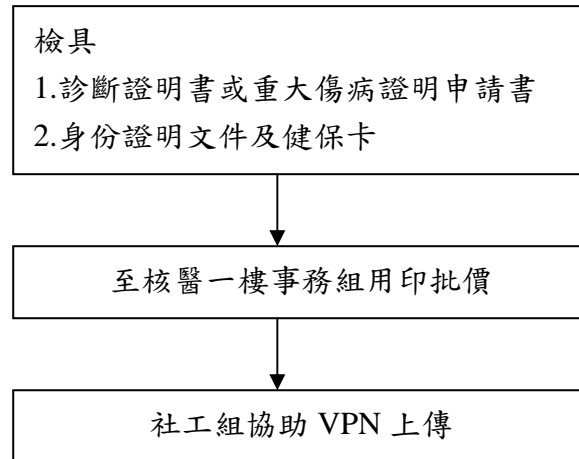 檢具
1.診斷證明書或重大傷病證明申請書
2.身份證明文件及健保卡
至核醫一樓事務組用印批價
社工組協助 VPN 上傳